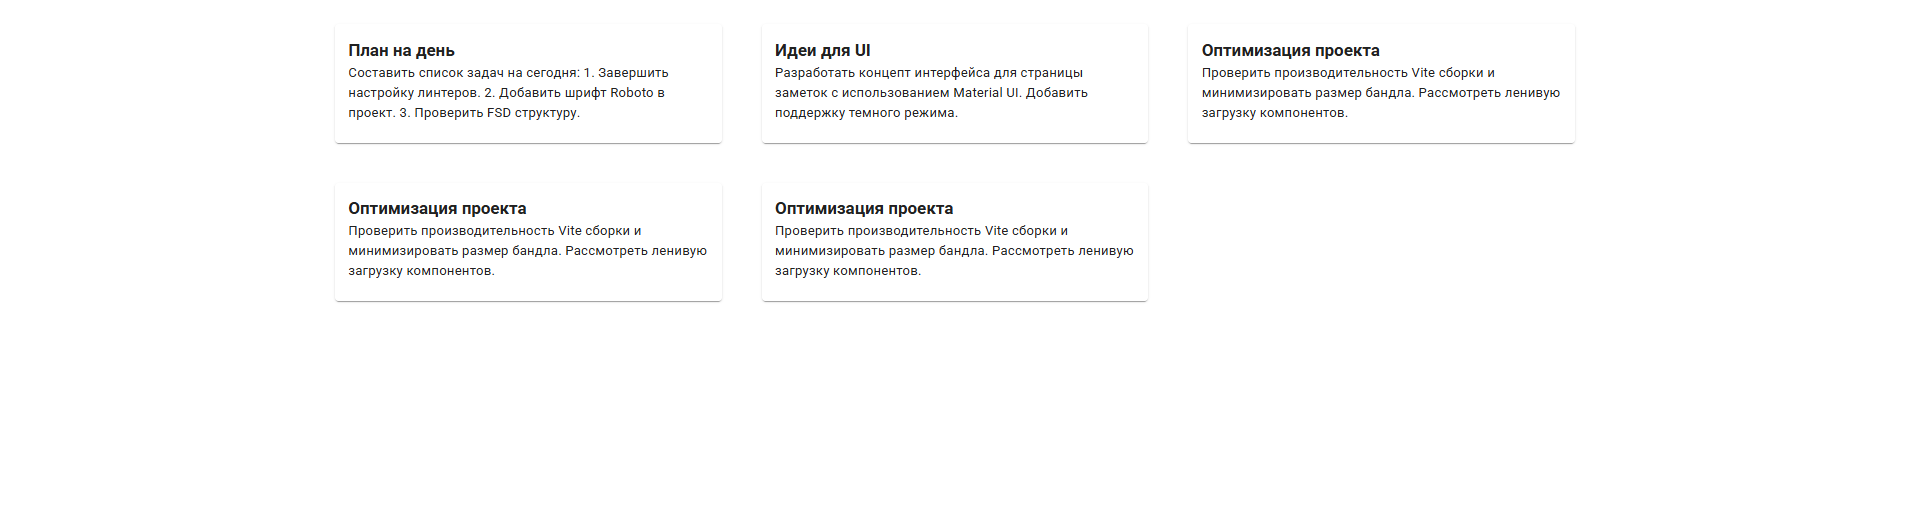 План на день
Составить список задач на сегодня: 1. Завершить
настройку линтеров. 2. Добавить шрифт Roboto в
проект. 3. Проверить FSD структуру.
Идеи для UI
Разработать концепт интерфейса для страницы
заметок с использованием Material UI. Добавить
поддержку темного режима.
Оптимизация проекта
Проверить производительность Vite сборки и
минимизировать размер бандла. Рассмотреть ленивую
загрузку компонентов.
Оптимизация проекта
Проверить производительность Vite сборки и
минимизировать размер бандла. Рассмотреть ленивую
загрузку компонентов.
Оптимизация проекта
Проверить производительность Vite сборки и
минимизировать размер бандла. Рассмотреть ленивую
загрузку компонентов.